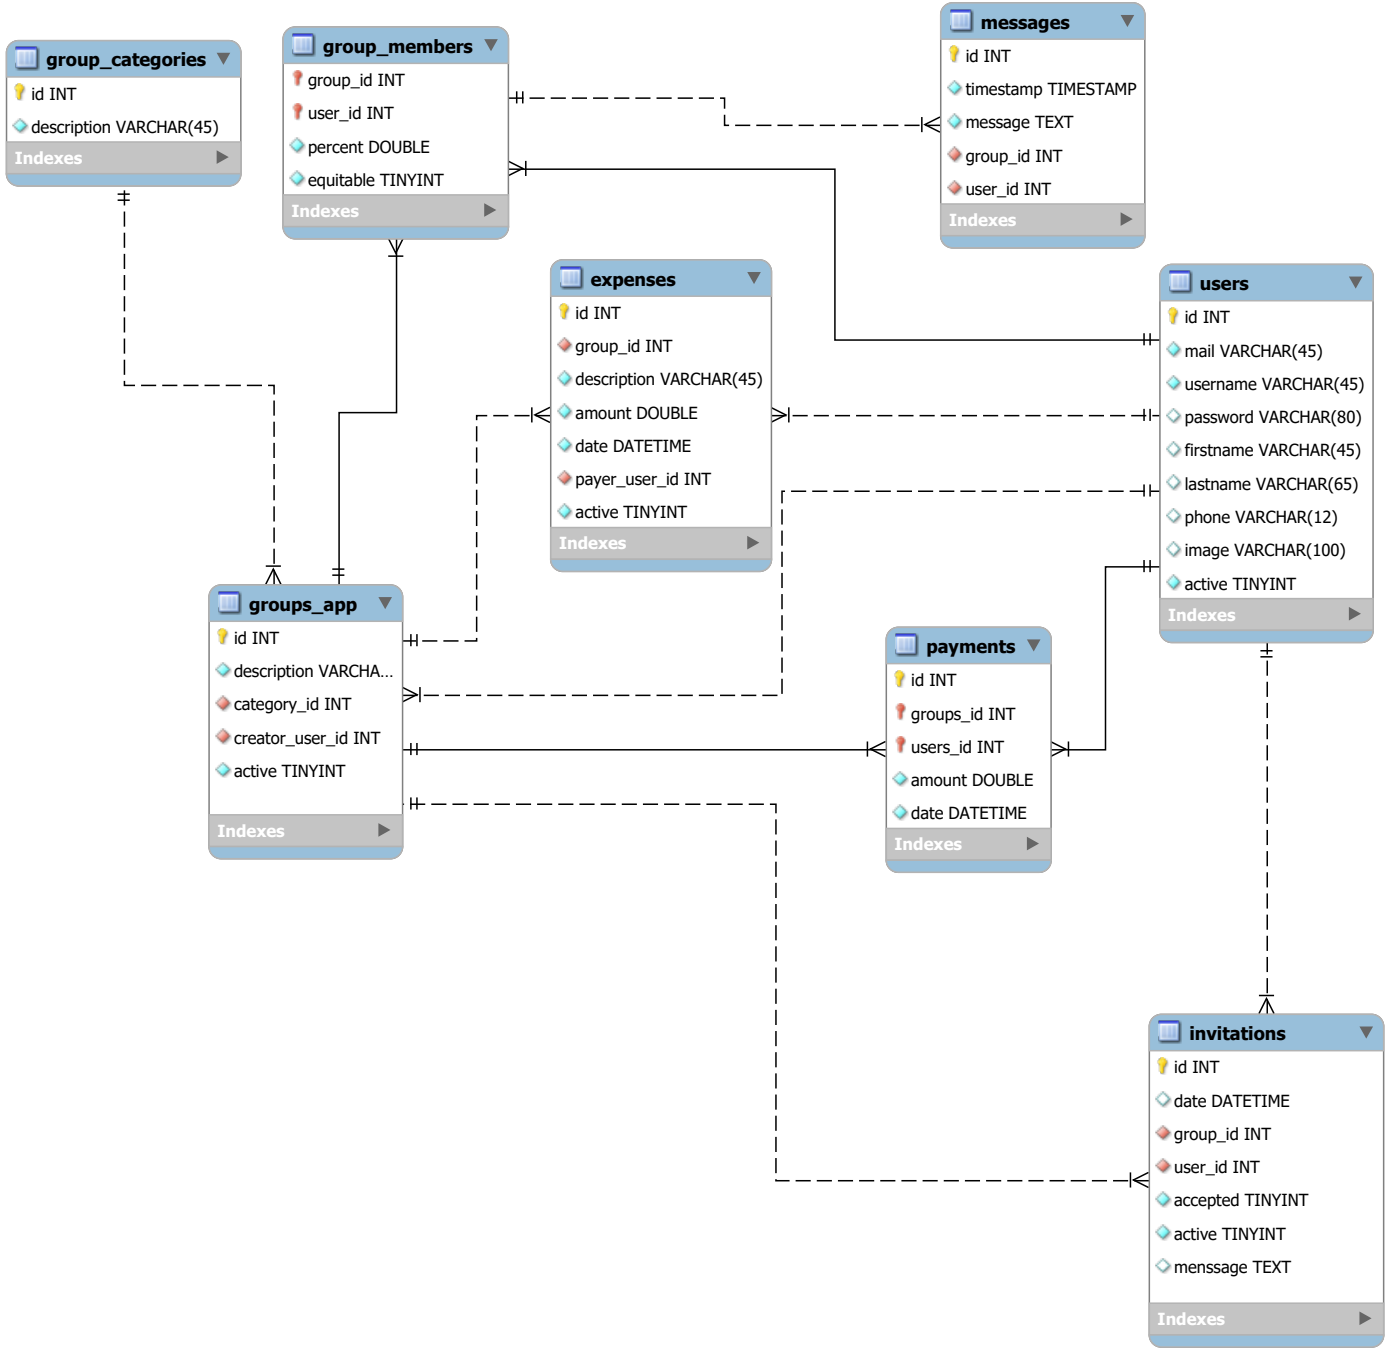 group_categories
id INT
description VARCHAR(45)
Indexes
group_members
group_id INT
user_id INT
percent DOUBLE
equitable TINYINT
Indexes
messages
id INT
timestamp TIMESTAMP
message TEXT
group_id INT
user_id INT
Indexes
expenses
id INT
group_id INT
description VARCHAR(45)
amount DOUBLE
date DATETIME
payer_user_id INT
active TINYINT
Indexes
users
id INT
mail VARCHAR(45)
username VARCHAR(45)
password VARCHAR(80)
firstname VARCHAR(45)
lastname VARCHAR(65)
phone VARCHAR(12)
image VARCHAR(100)
active TINYINT
Indexes
groups_app
id INT
description VARCHA...
category_id INT
creator_user_id INT
active TINYINT
Indexes
payments
id INT
groups_id INT
users_id INT
amount DOUBLE
date DATETIME
Indexes
invitations
id INT
date DATETIME
group_id INT
user_id INT
accepted TINYINT
active TINYINT
menssage TEXT
Indexes